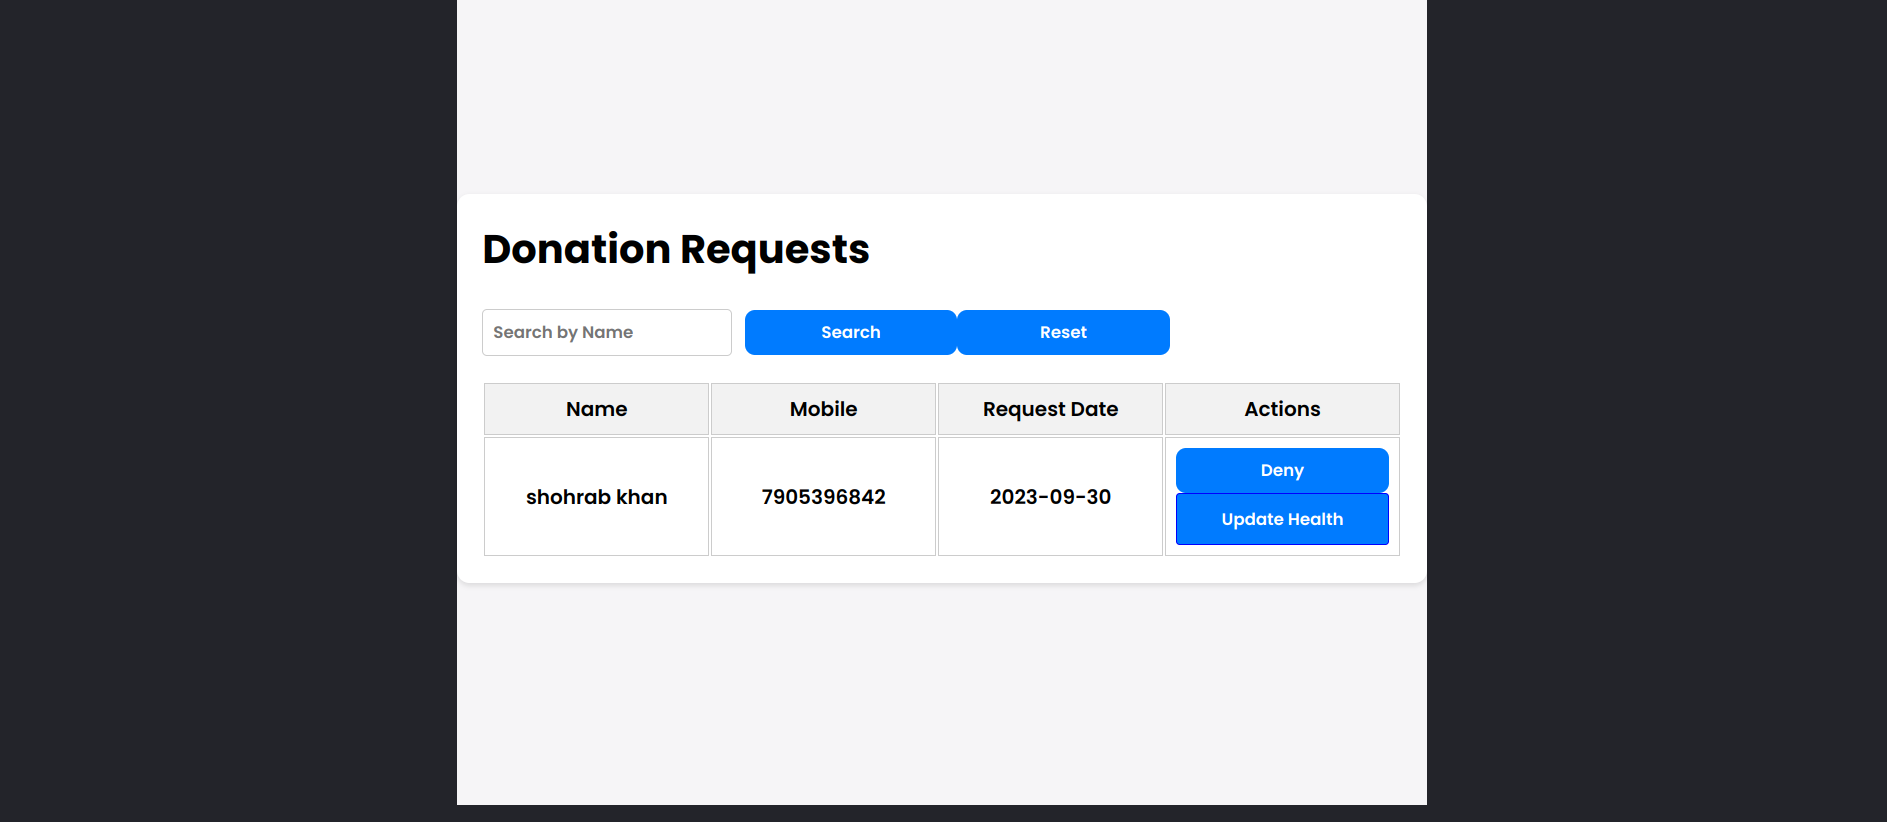 Donation Requests
Search by Name Search Reset
Name Mobile Request Date Actions
shohrab khan 7905396842 2023-09-30 Deny
Update Health